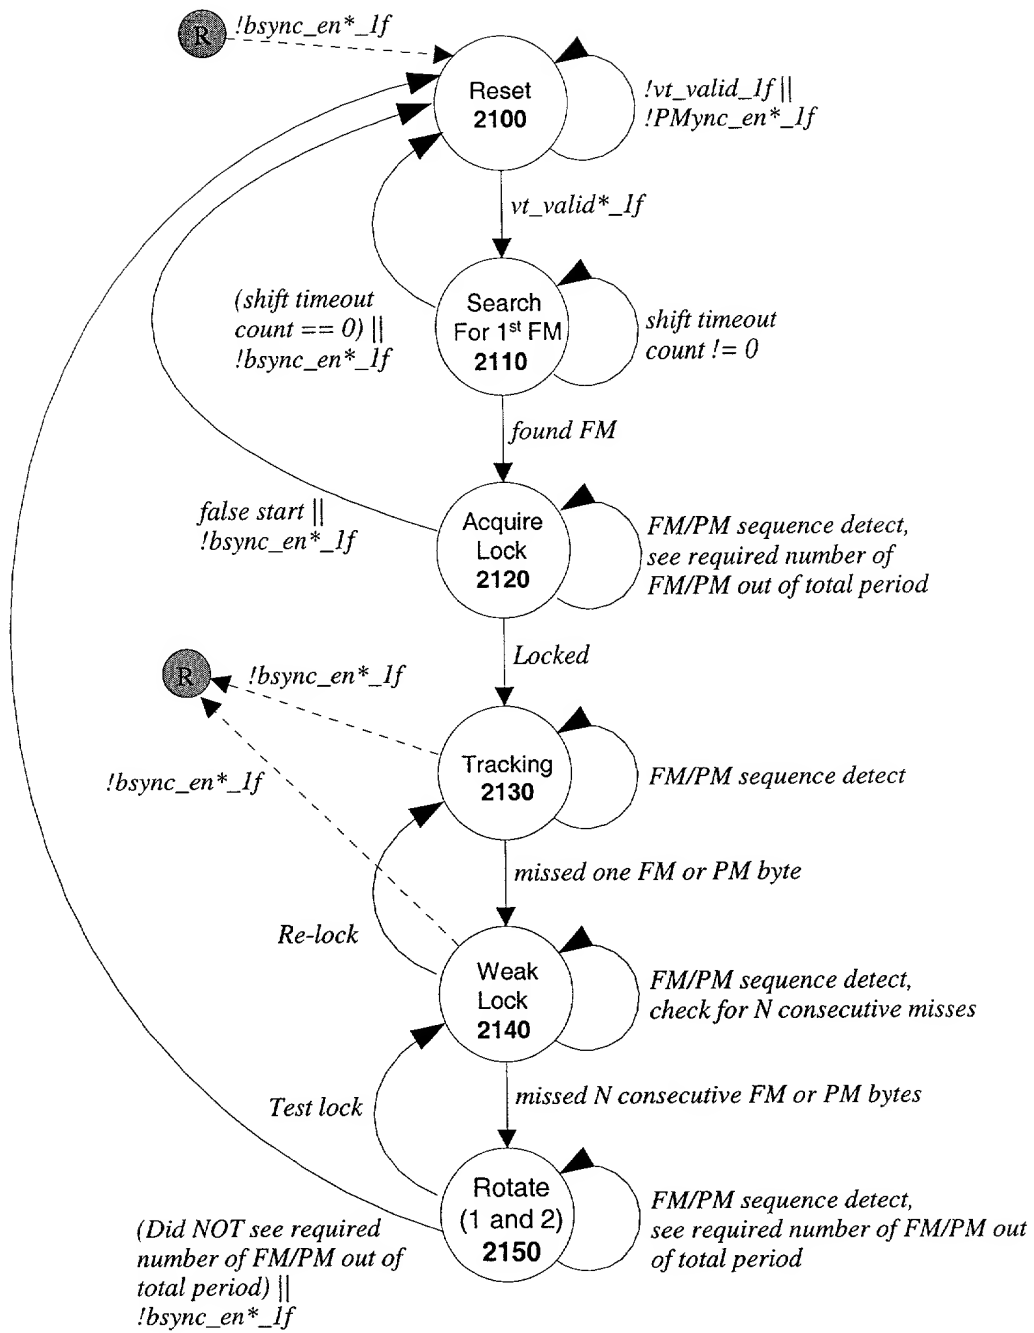 R
!bsync_en*_1f
Reset
2100
!vt_valid_1f ||
!PMync_en*_1f
vt_valid*_1f
(shift timeout
count == 0) ||
!bsync_en*_1f
Search
For 1st FM
2110
shift timeout
count != 0
found FM
false start ||
!bsync_en*_1f
Acquire
Lock
2120
FM/PM sequence detect,
see required number of
FM/PM out of total period
Locked
R
!bsync_en*_1f
!bsync_en*_1f
Tracking
2130
FM/PM sequence detect
missed one FM or PM byte
Re-lock
Weak
Lock
2140
FM/PM sequence detect,
check for N consecutive misses
Test lock
missed N consecutive FM or PM bytes
Rotate
(1 and 2)
2150
FM/PM sequence detect,
see required number of FM/PM out
of total period
(Did NOT see required
number of FM/PM out of
total period) ||
!bsync_en*_1f